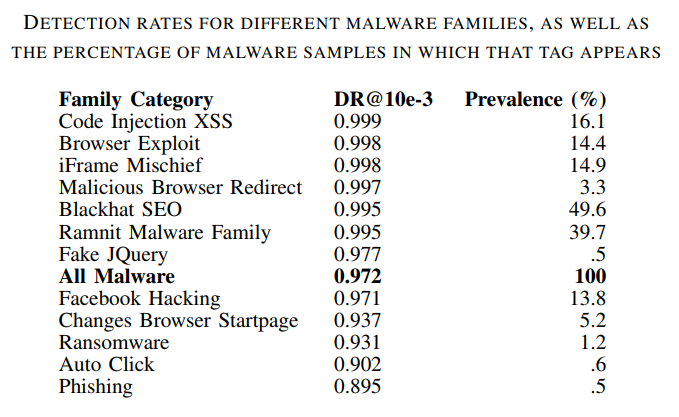 DETECTION RATES FOR DIFFERENT MALWARE FAMILIES, AS WELL AS
THE PERCENTAGE OF MALWARE SAMPLES IN WHICH THAT TAG APPEARS
Family Category DR@10e-3 Prevalence (%)
Code Injection XSS 0.999 16.1
Browser Exploit 0.998 14.4
iFrame Mischief 0.998 14.9
Malicious Browser Redirect 0.997 3.3
Blackhat SEO 0.995 49.6
Ramnit Malware Family 0.995 39.7
Fake JQuery 0.977 .5
All Malware 0.972 100
Facebook Hacking 0.971 13.8
Changes Browser Startpage 0.937 5.2
Ransomware 0.931 1.2
Auto Click 0.902 .6
Phishing 0.895 .5